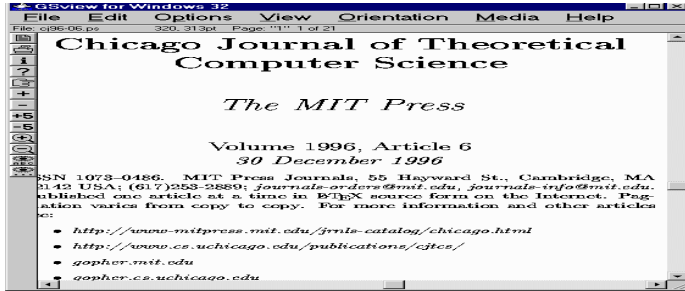 GSview for Windows 32
File Edit Options View Orientation Media Help
File: cj96-06.ps 320, 313pt Page: "1" 1 of 21
Chicago Journal of Theoretical
Computer Science
The MIT Press
Volume 1996, Article 6
30 December 1996
SSN 1073–0486. MIT Press Journals, 55 Hayward St., Cambridge, MA
2142 USA; (617)253-2889; journals-orders@mit.edu, journals-info@mit.edu.
ublished one article at a time in LATEX source form on the Internet. Pag-
ation varies from copy to copy. For more information and other articles
e:
• http://www-mitpress.mit.edu/jrnls-catalog/chicago.html
• http://www.cs.uchicago.edu/publications/cjtcs/
• gopher.mit.edu
• gopher.cs.uchicago.edu
i
?
+
-
+5
-5